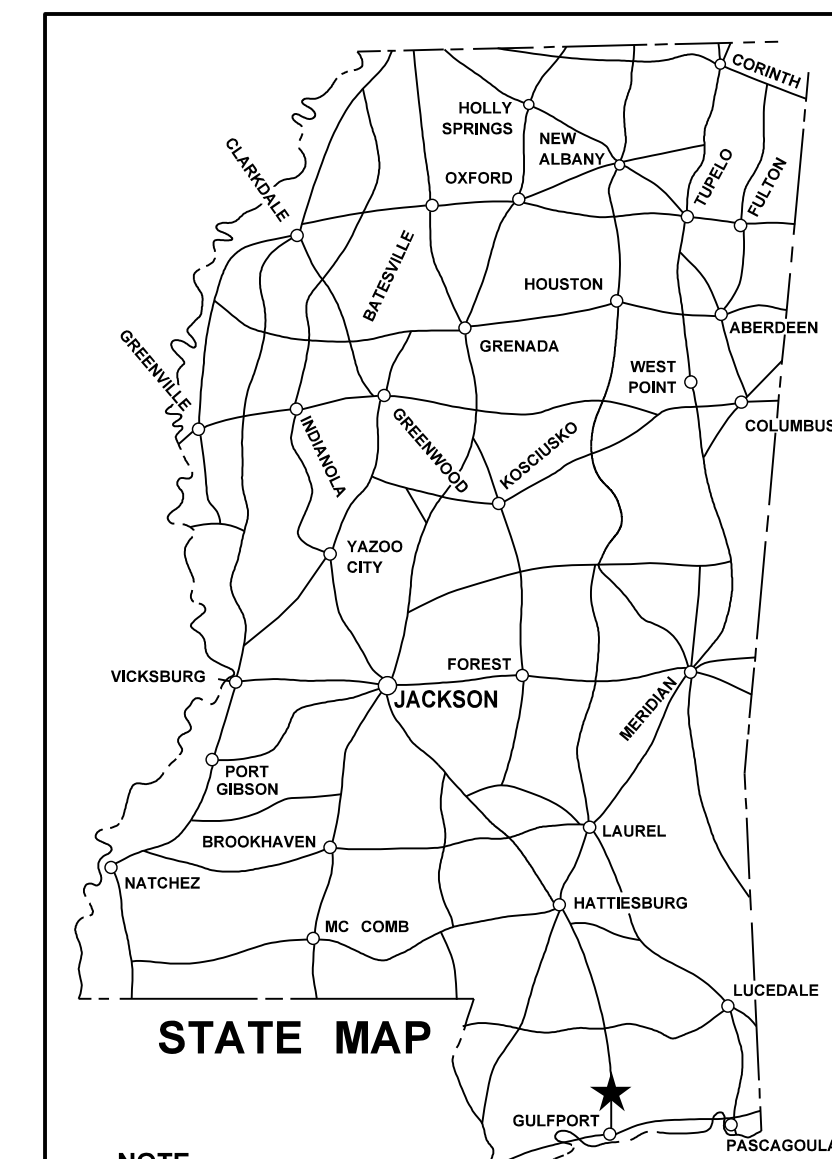 CORINTH
HOLLY
SPRINGS
NEW
ALBANY
CLARKDALE
OXFORD
TUPELO
FULTON
BATESVILLE
HOUSTON
ABERDEEN
GREENVILLE
GRENADA
WEST
POINT
COLUMBUS
INDIANOLA
GREENWOOD
KOSCIUSKO
YAZOO
CITY
VICKSBURG
FOREST
JACKSON
MERIDIAN
PORT
GIBSON
BROOKHAVEN
LAUREL
NATCHEZ
HATTIESBURG
MC COMB
LUCEDALE
STATE MAP
GULFPORT
PASCAGOULA
NOTE